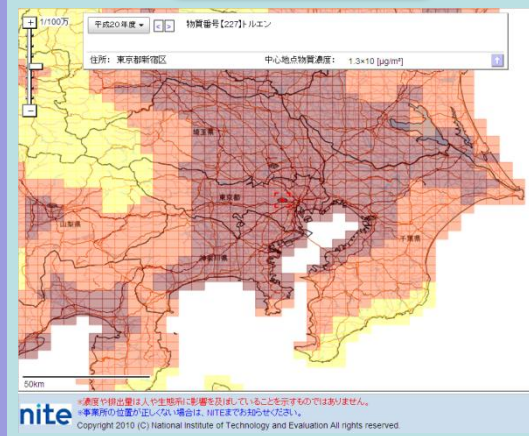 1/100万
平成20年度 物質番号【227】トルエン
住所: 東京都新宿区 中心地点物質濃度: 1.3×10 [μg/m³]
埼玉県
東京都
山梨県
千葉県
神奈川県
50km
※濃度や排出量は人や生態系に影響を及ぼしていることを示すものではありません。
※事業所の位置が正しくない場合は、NITEまでお知らせください。
nite
Copyright 2010 (C) National Institute of Technology and Evaluation All rights reserved.